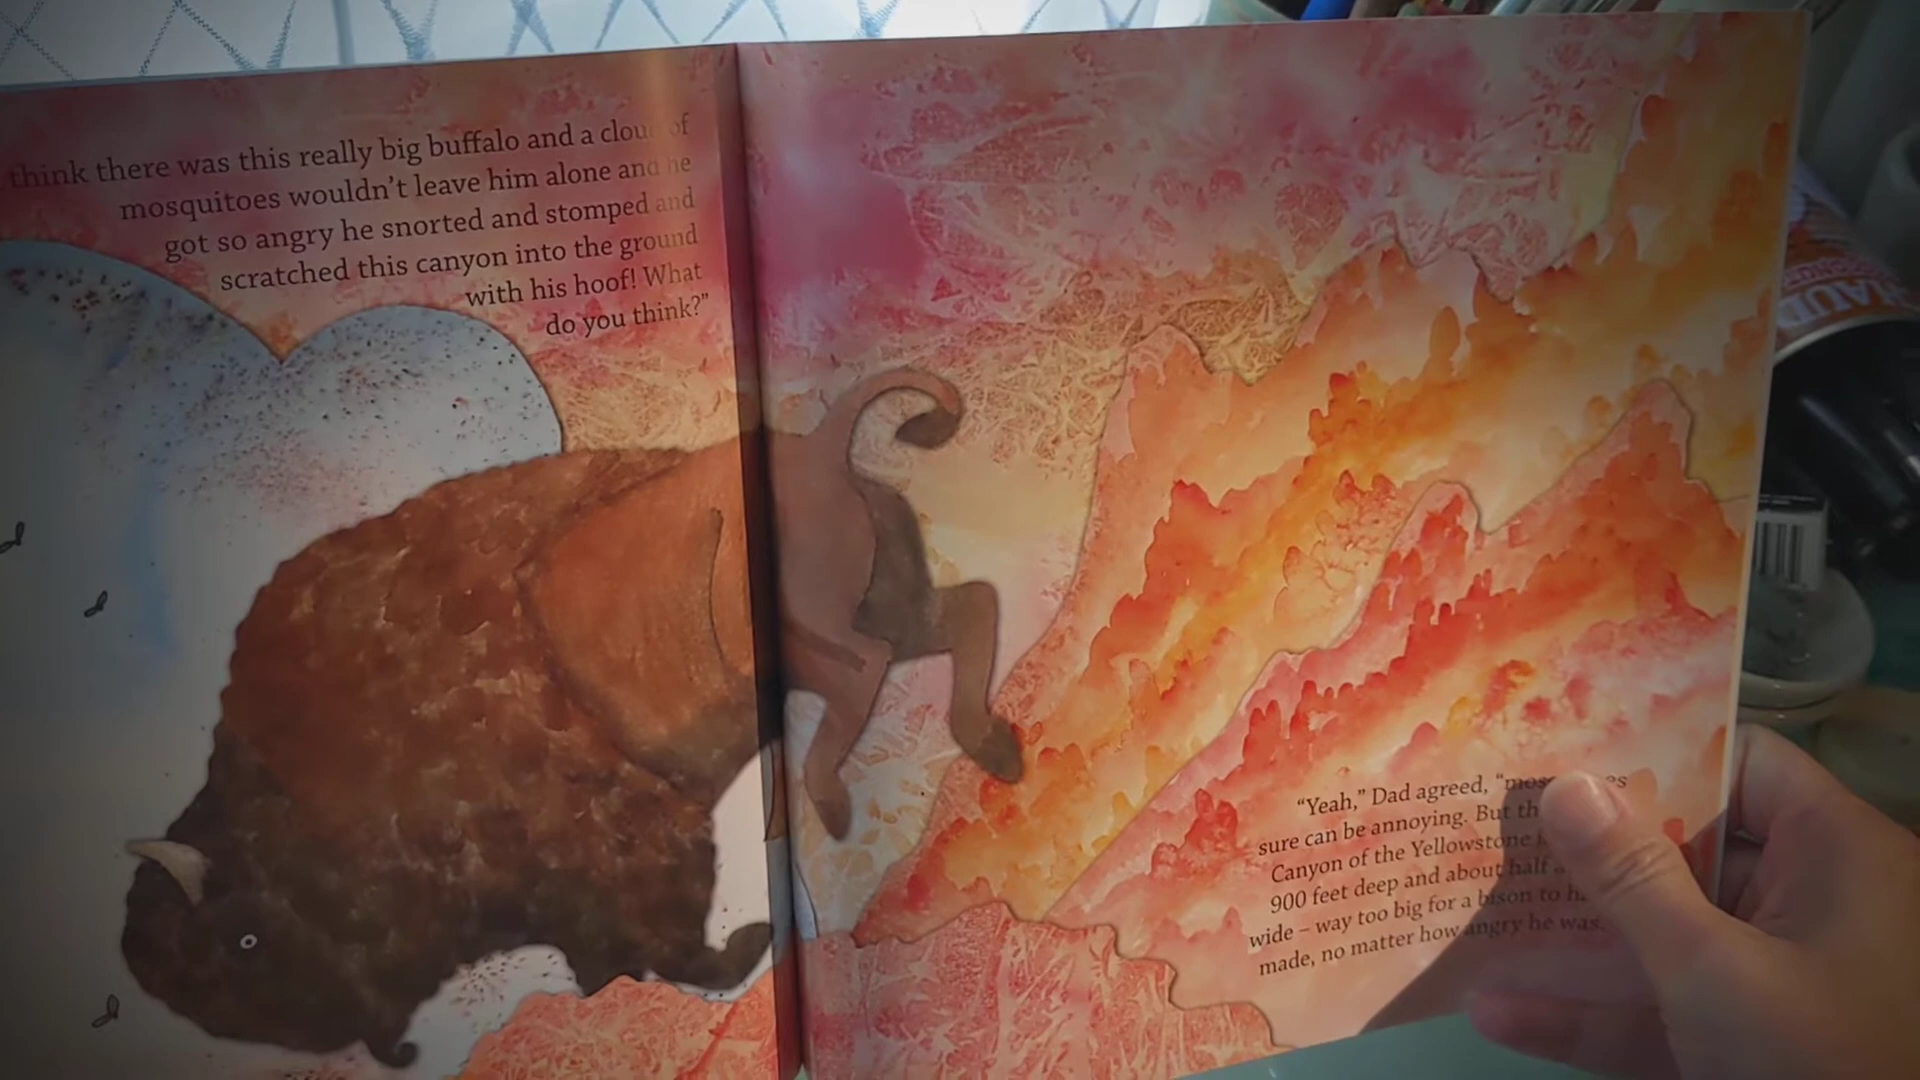 think there was this really big buffalo and a cloud of
mosquitoes wouldn't leave him alone and he
got so angry he snorted and stomped and
scratched this canyon into the ground
with his hoof! What
do you think?"
"Yeah," Dad agreed,
sure can be annoying. But
Canyon of the Yellowstone
900 feet deep and about half
wide – way too big for a bison to
made, no matter how angry he was.